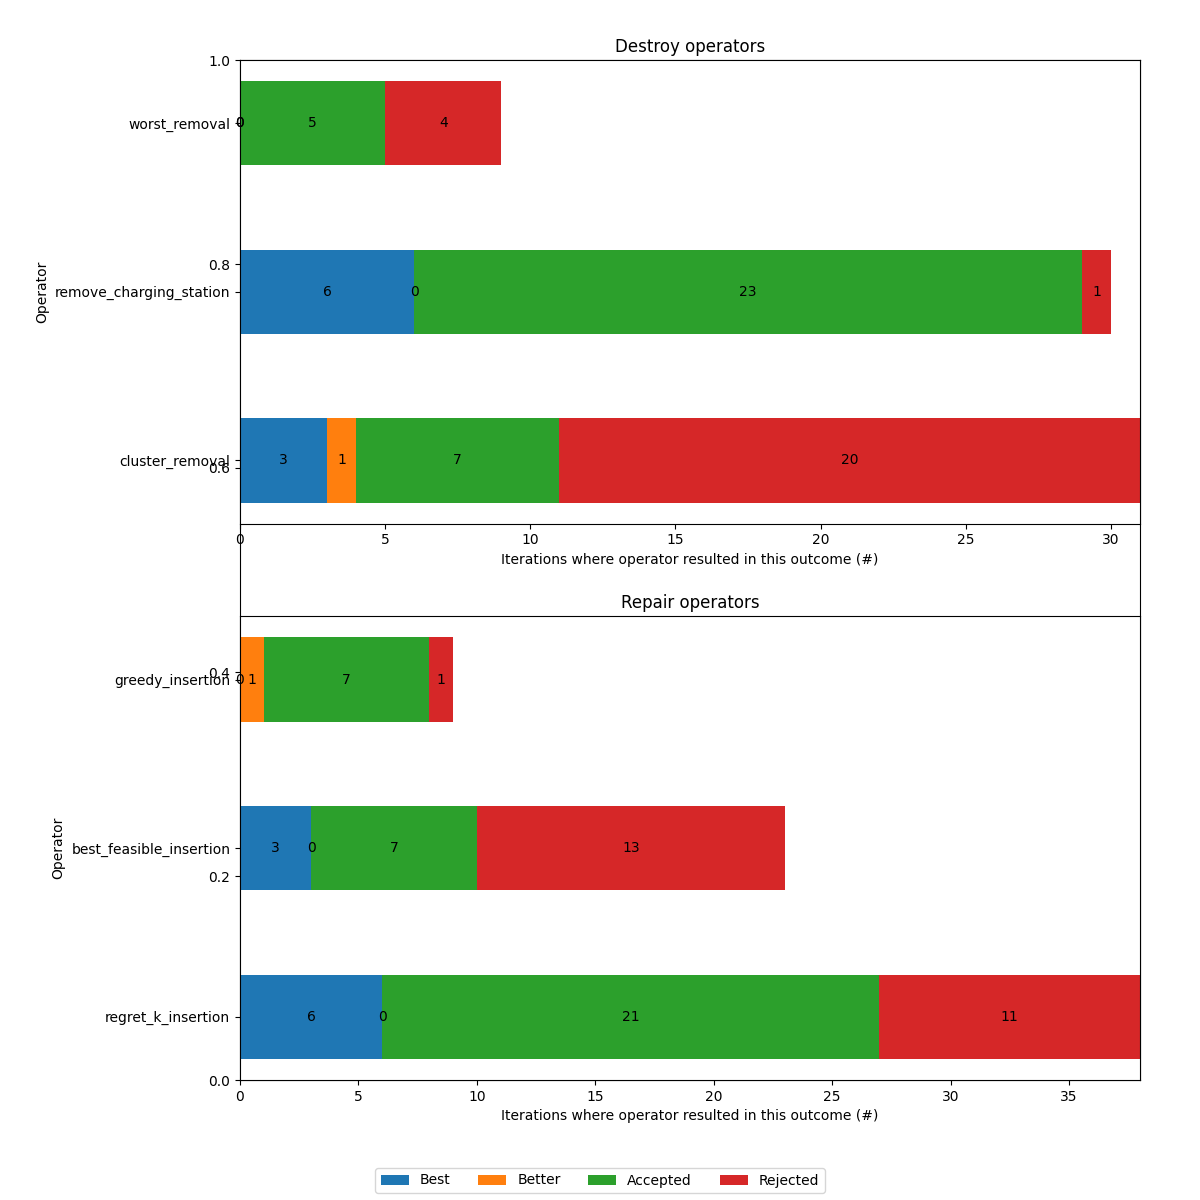 Destroy operators
1.0
worst_removal 0 0 5 4
0.8
Operator
remove_charging_station 6 0 23 1
cluster_removal 3 1 7 20
0.6
0 5 10 15 20 25 30
Iterations where operator resulted in this outcome (#)
Repair operators
0.4
greedy_insertion 0 1 7 1
Operator
best_feasible_insertion 3 0 7 13
0.2
regret_k_insertion 6 0 21 11
0.0
0 5 10 15 20 25 30 35
Iterations where operator resulted in this outcome (#)
Best Better Accepted Rejected